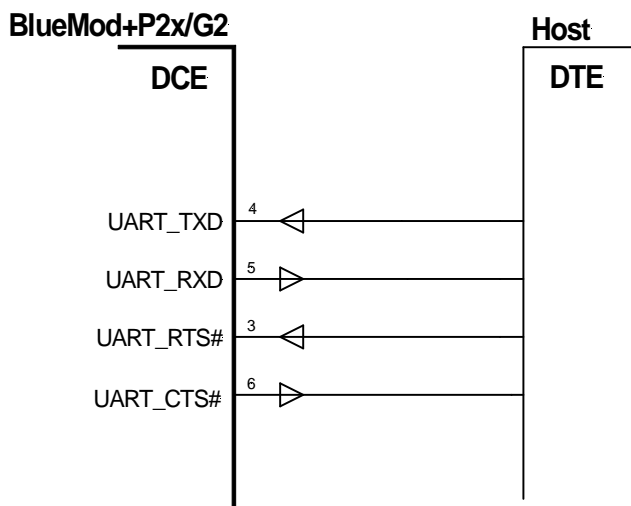 BlueMod+P2x/G2 Host
DCE DTE
UART_TXD 4
UART_RXD 5
UART_RTS# 3
UART_CTS# 6